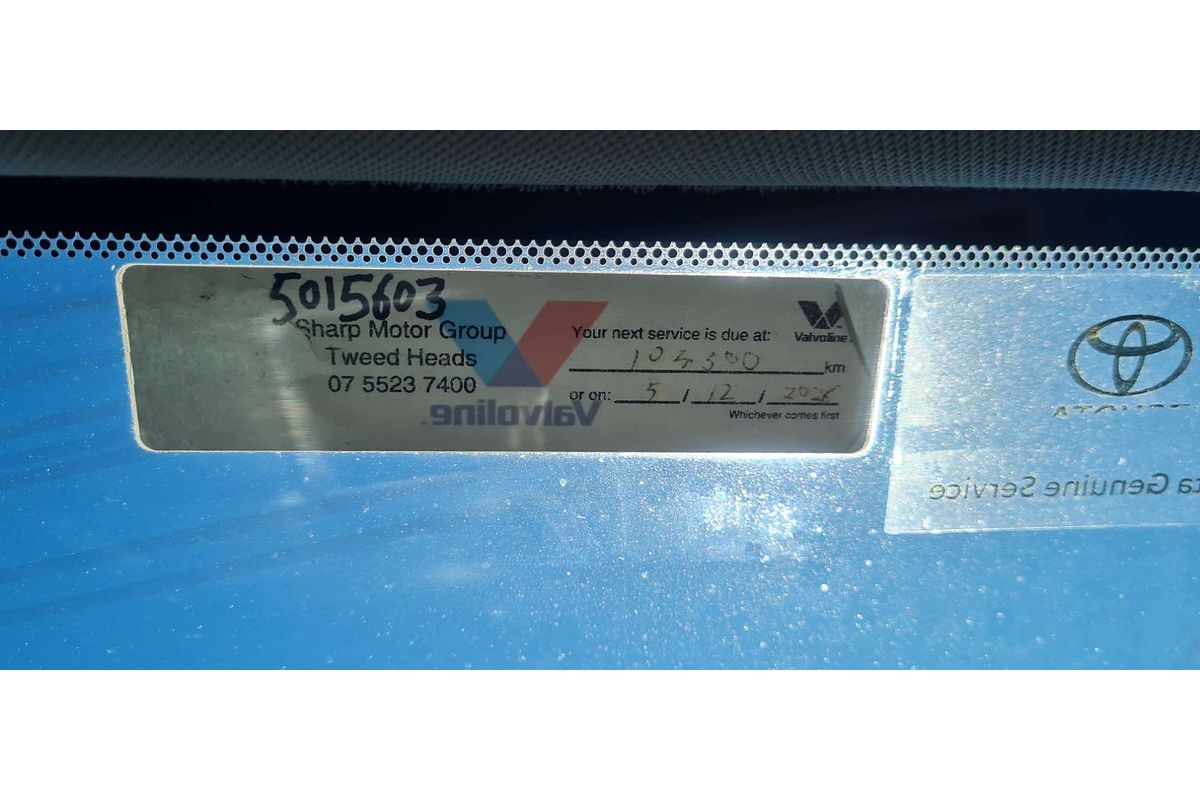 5015603
Sharp Motor Group
Tweed Heads
07 5523 7400
Valvoline.
Your next service is due at:
104500 km
or on: 5 / 12 / 2026
Whichever comes first
Valvoline.
TOYOTA
Genuine Service